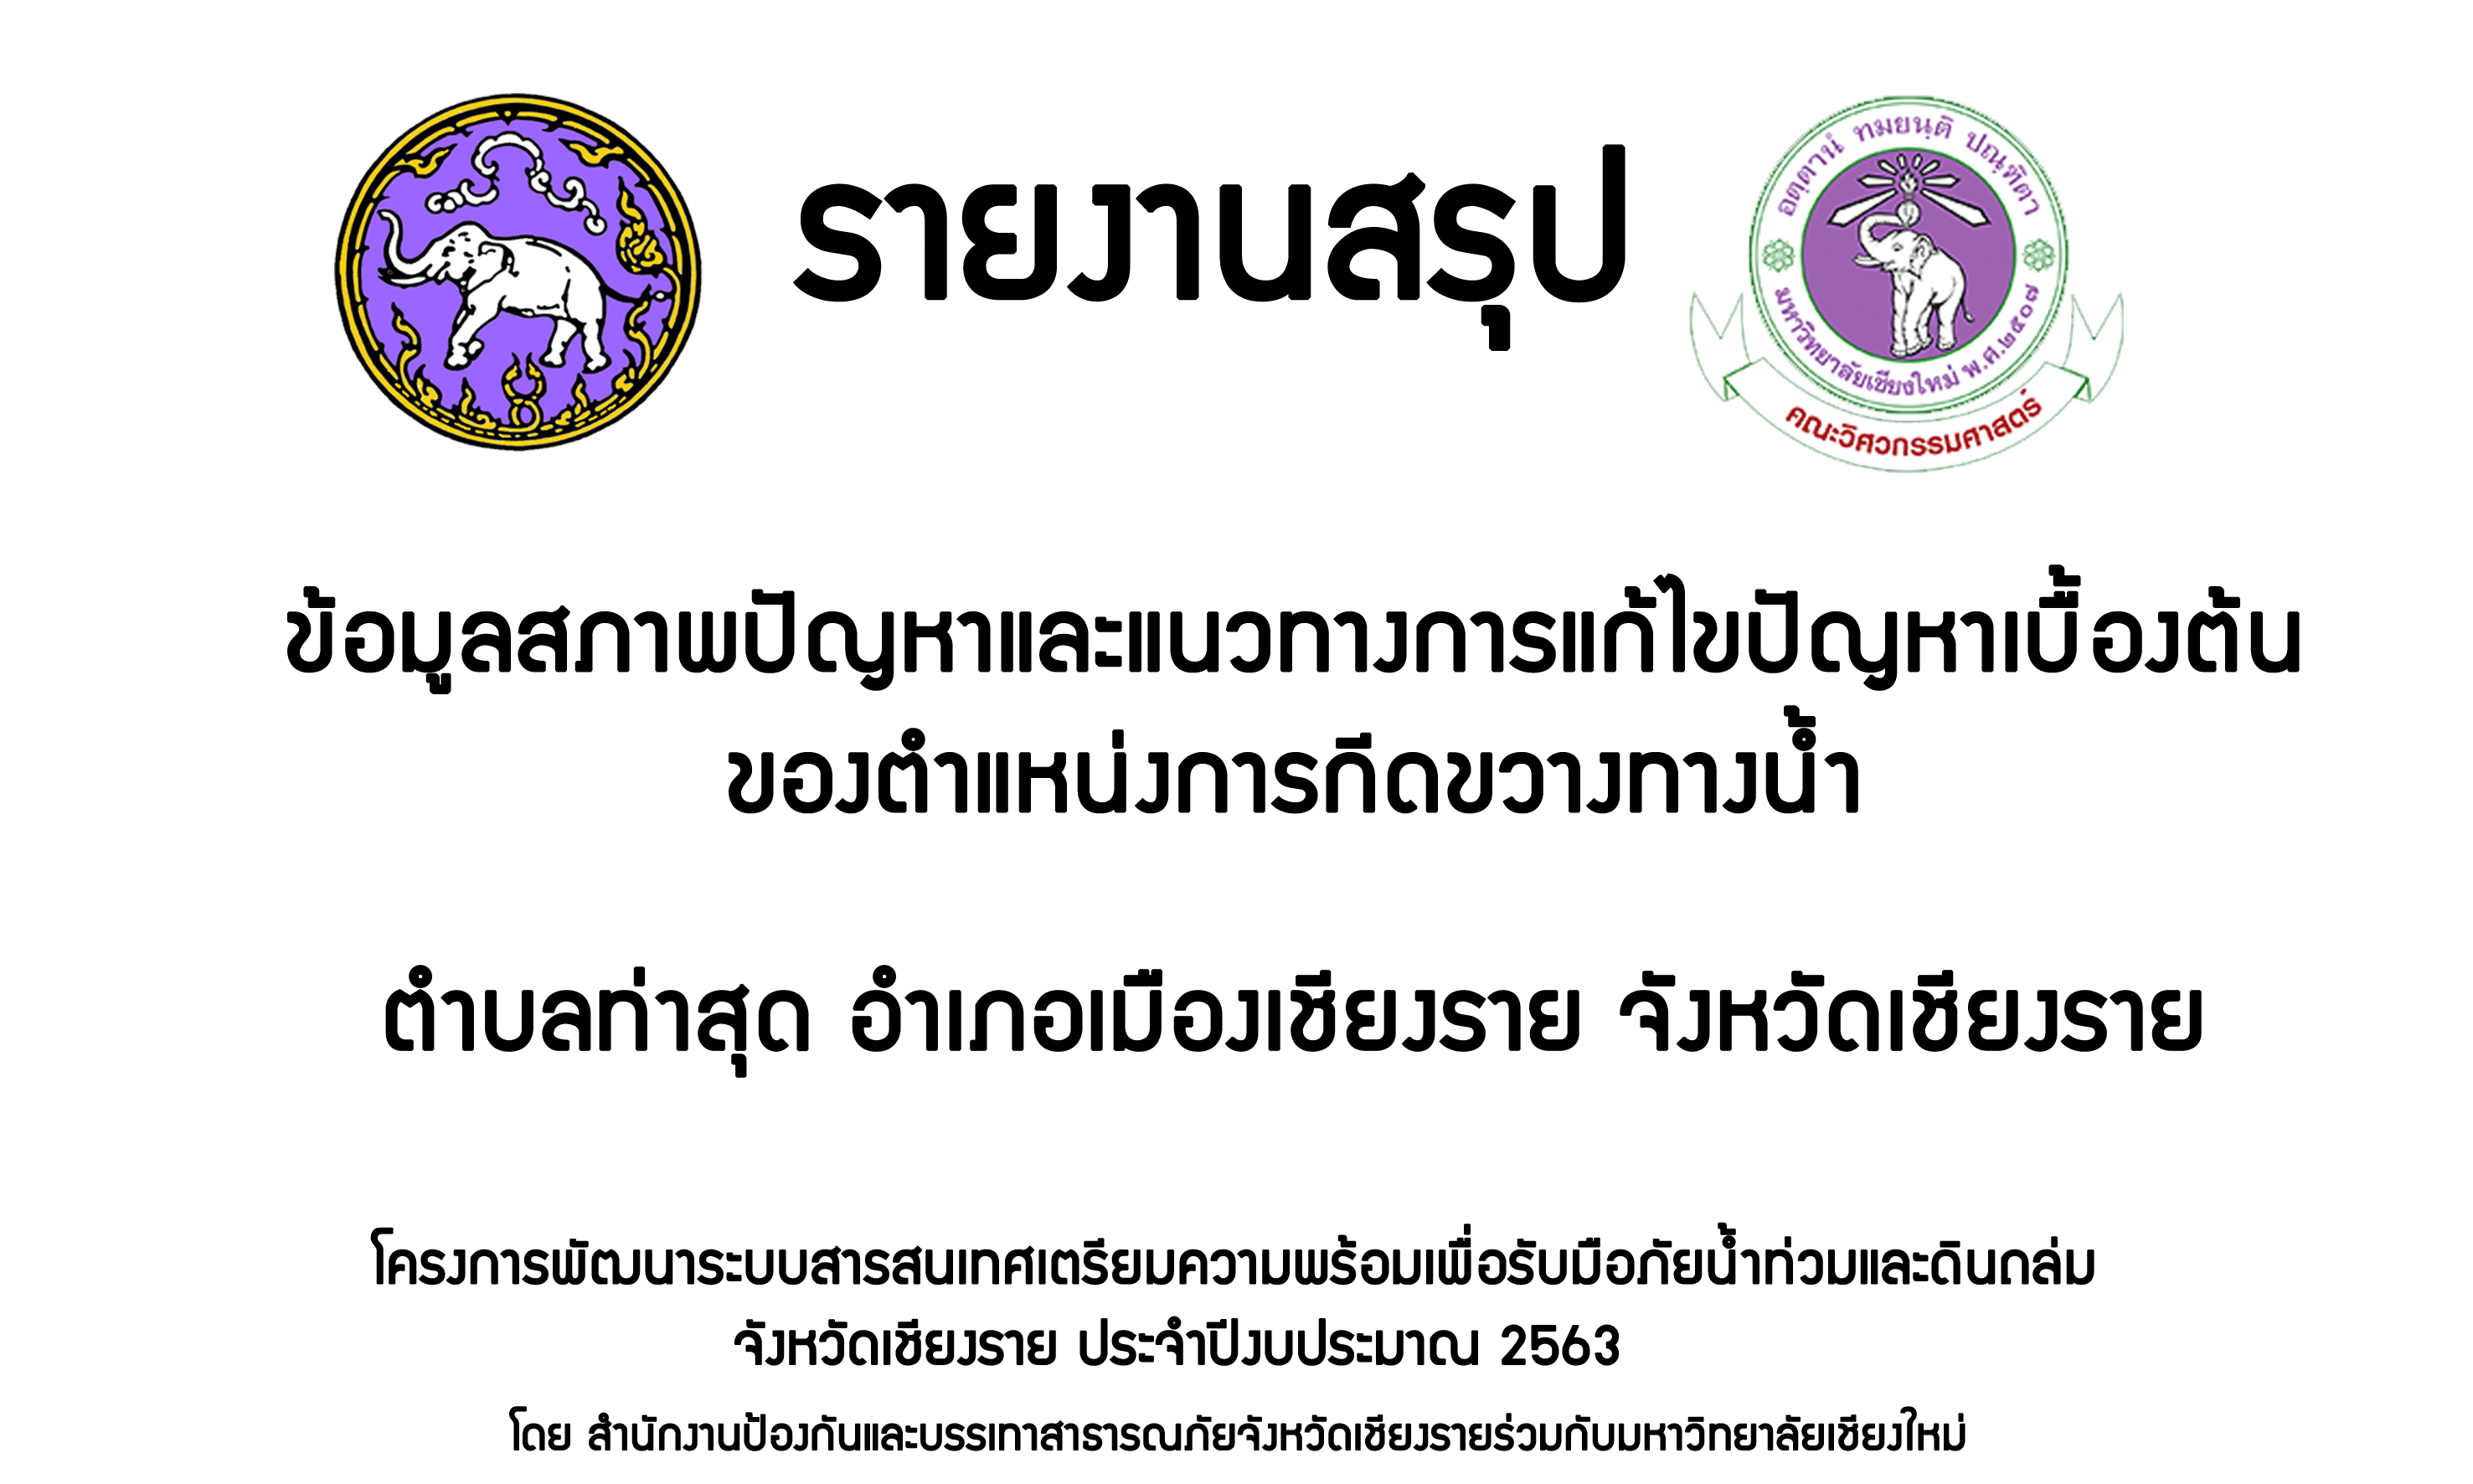 รายงานสรุป
อตฺตานํ ทมยนฺติ ปณฺฑิตา
มหาวิทยาลัยเชียงใหม่ พ.ศ.๒๕๐๗
คณะวิศวกรรมศาสตร์
ข้อมูลสภาพปัญหาและแนวทางการแก้ไขปัญหาเบื้องต้น
ของตำแหน่งการกีดขวางทางน้ำ
ตำบลท่าสุด อำเภอเมืองเชียงราย จังหวัดเชียงราย
โครงการพัฒนาระบบสารสนเทศเตรียมความพร้อมเพื่อรับมือภัยน้ำท่วมและดินถล่ม
จังหวัดเชียงราย ประจำปีงบประมาณ 2563
โดย สำนักงานป้องกันและบรรเทาสาธารณภัยจังหวัดเชียงรายร่วมกับมหาวิทยาลัยเชียงใหม่